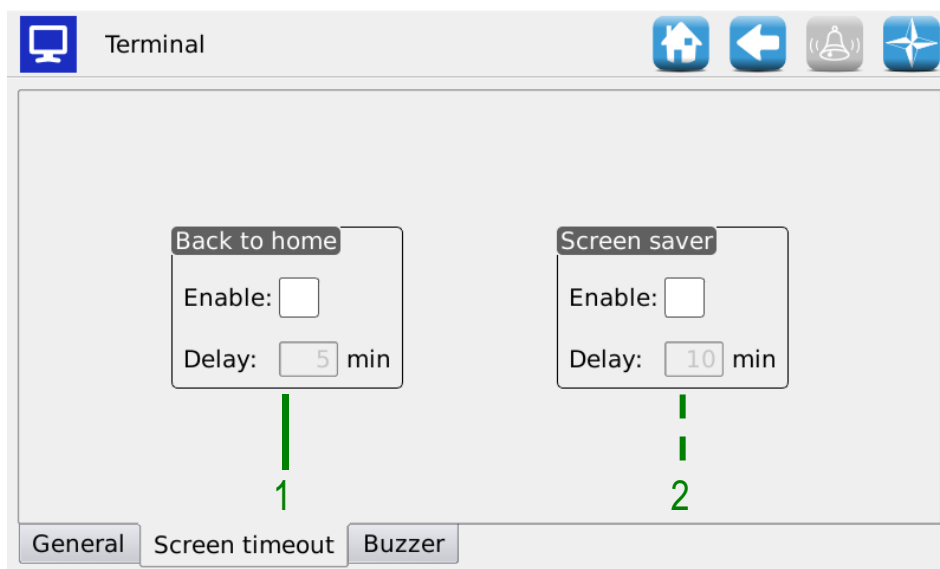 Terminal
Back to home
Enable:
Delay: 5 min
Screen saver
Enable:
Delay: 10 min
1
2
General
Screen timeout
Buzzer